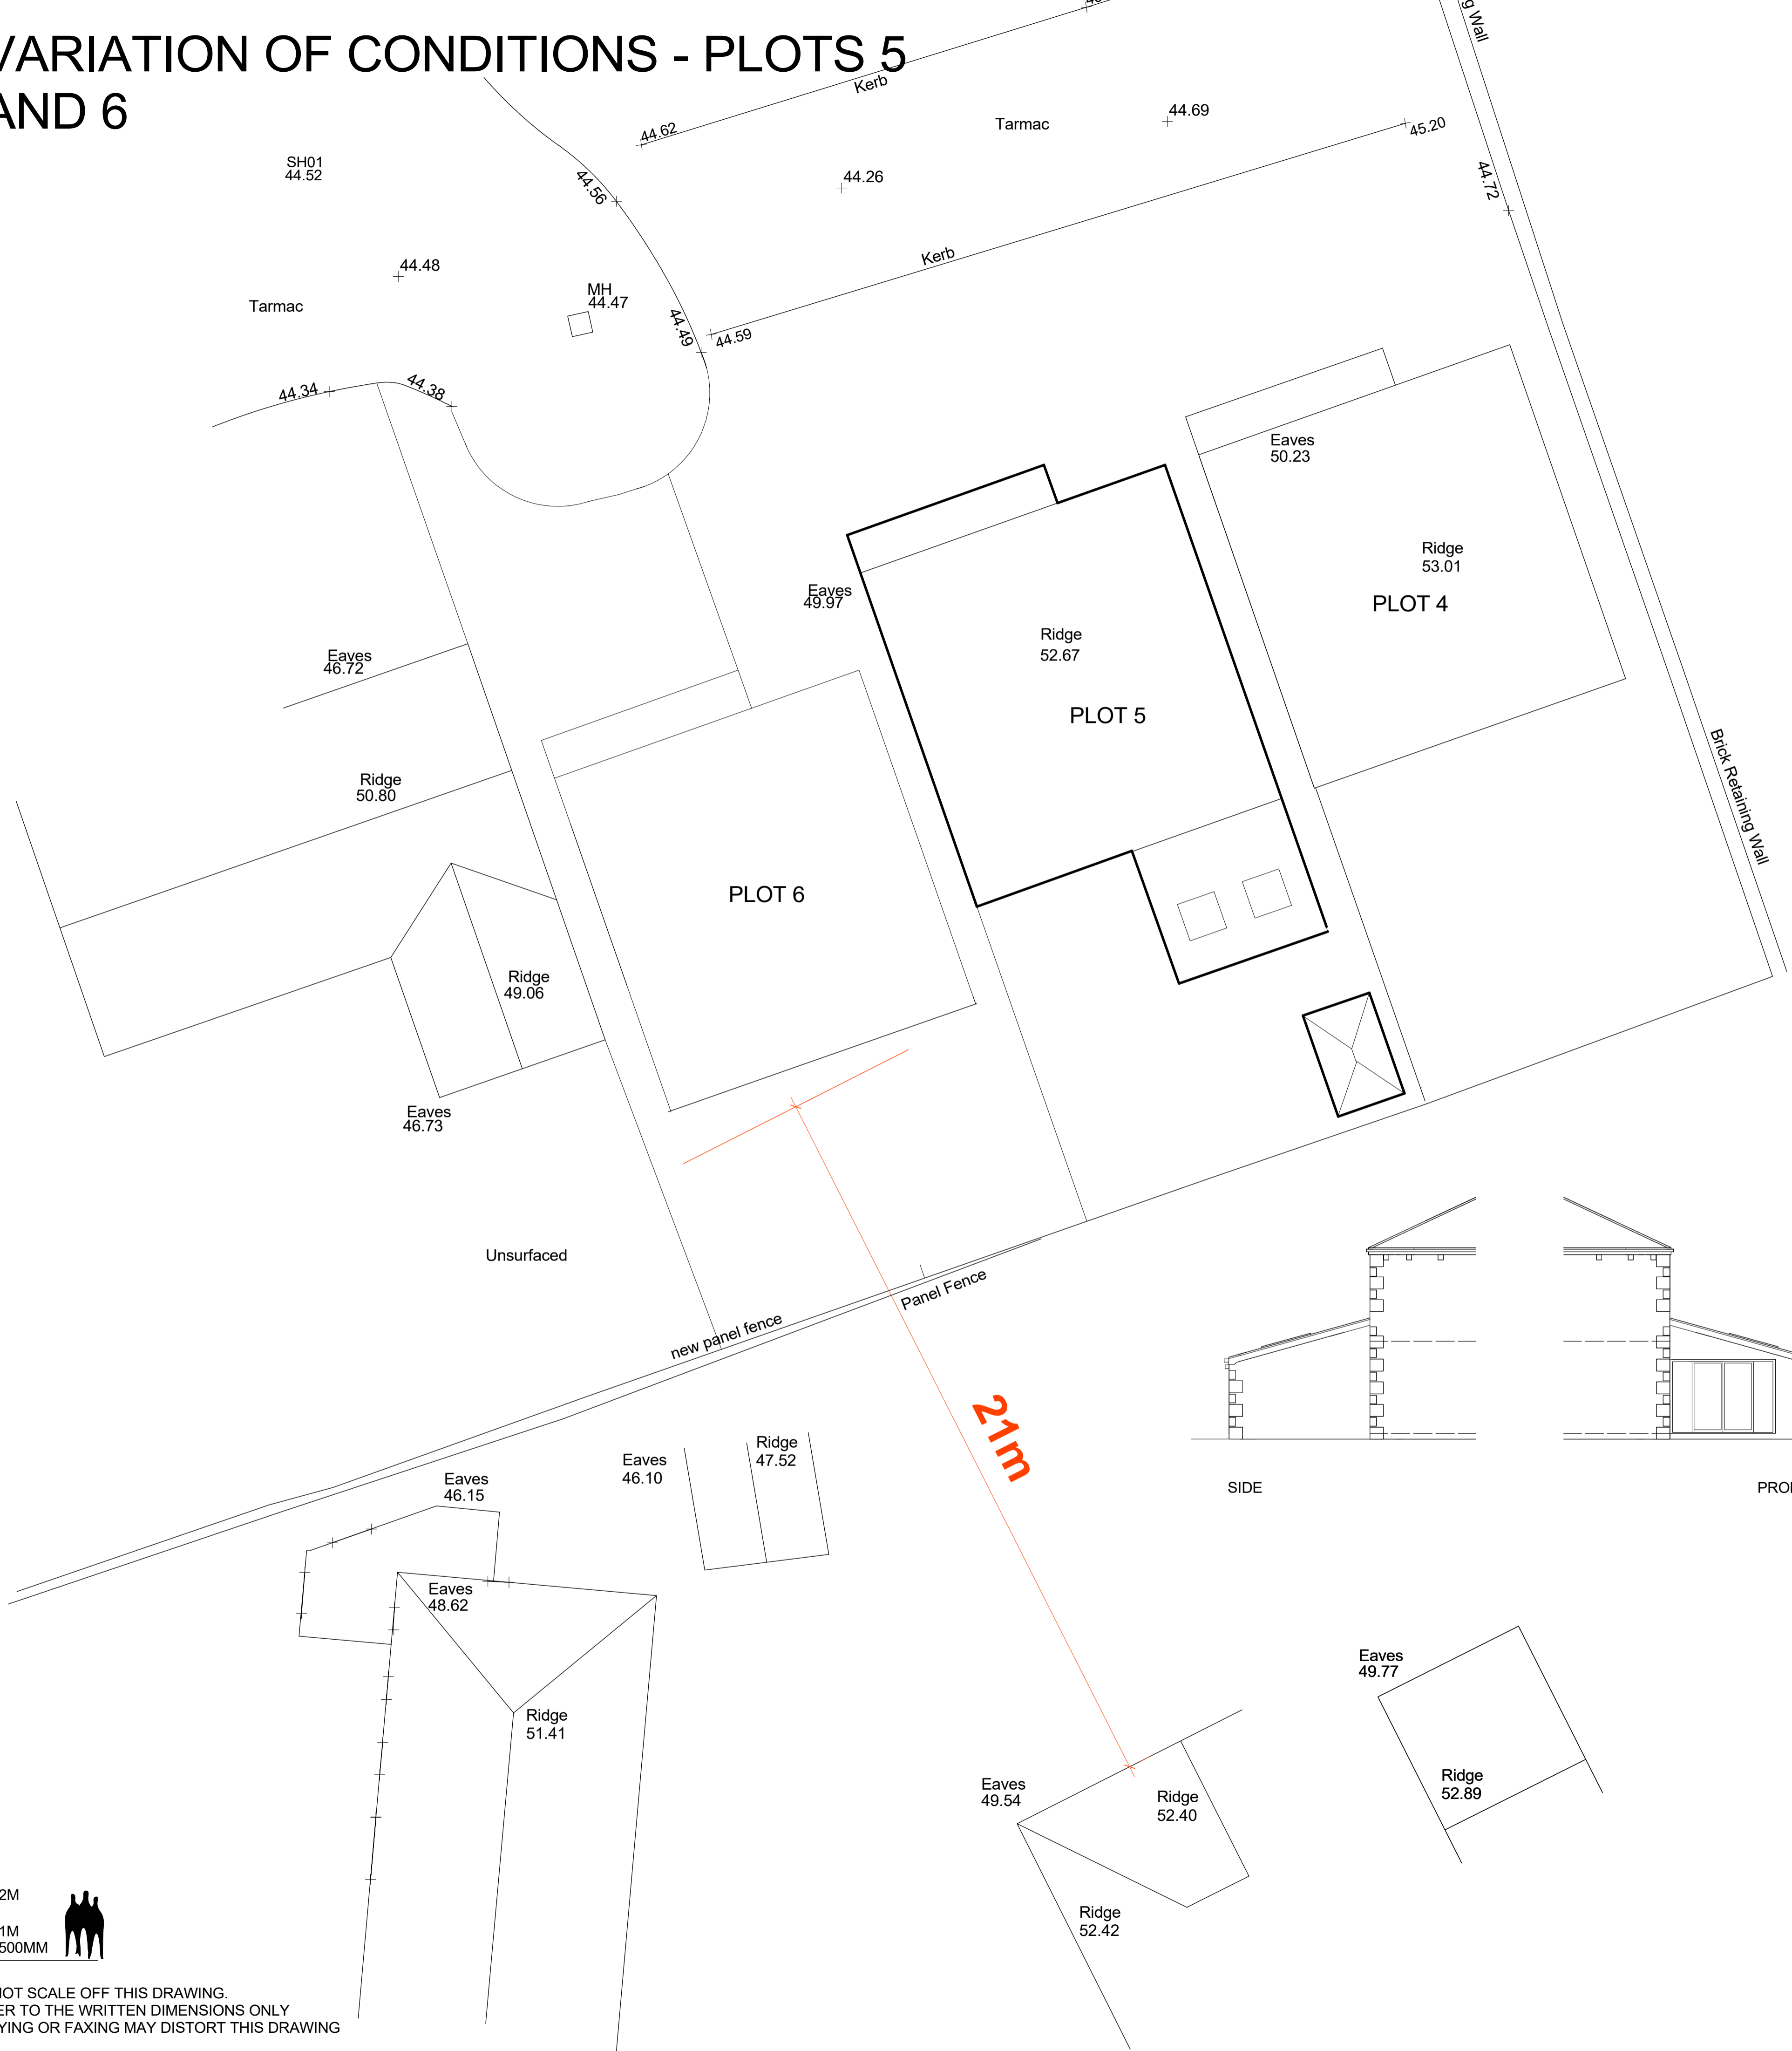 VARIATION OF CONDITIONS - PLOTS 5
AND 6
Kerb
44.62
Tarmac
44.69
45.20
44.26
44.72
SH01
44.52
44.56
44.48
MH
44.47
Tarmac
Kerb
44.49
44.59
44.34
44.38
Eaves
50.23
Ridge
53.01
PLOT 4
Eaves
49.97
Ridge
52.67
PLOT 5
Eaves
46.72
Ridge
50.80
PLOT 6
Brick Retaining Wall
Ridge
49.06
Eaves
46.73
Unsurfaced
new panel fence
Panel Fence
21m
SIDE
Eaves
46.10
Ridge
47.52
Eaves
46.15
Eaves
48.62
Ridge
51.41
Eaves
49.77
Ridge
52.89
Eaves
49.54
Ridge
52.40
Ridge
52.42
2M
1M
500MM
NOT SCALE OFF THIS DRAWING.
ER TO THE WRITTEN DIMENSIONS ONLY
YING OR FAXING MAY DISTORT THIS DRAWING